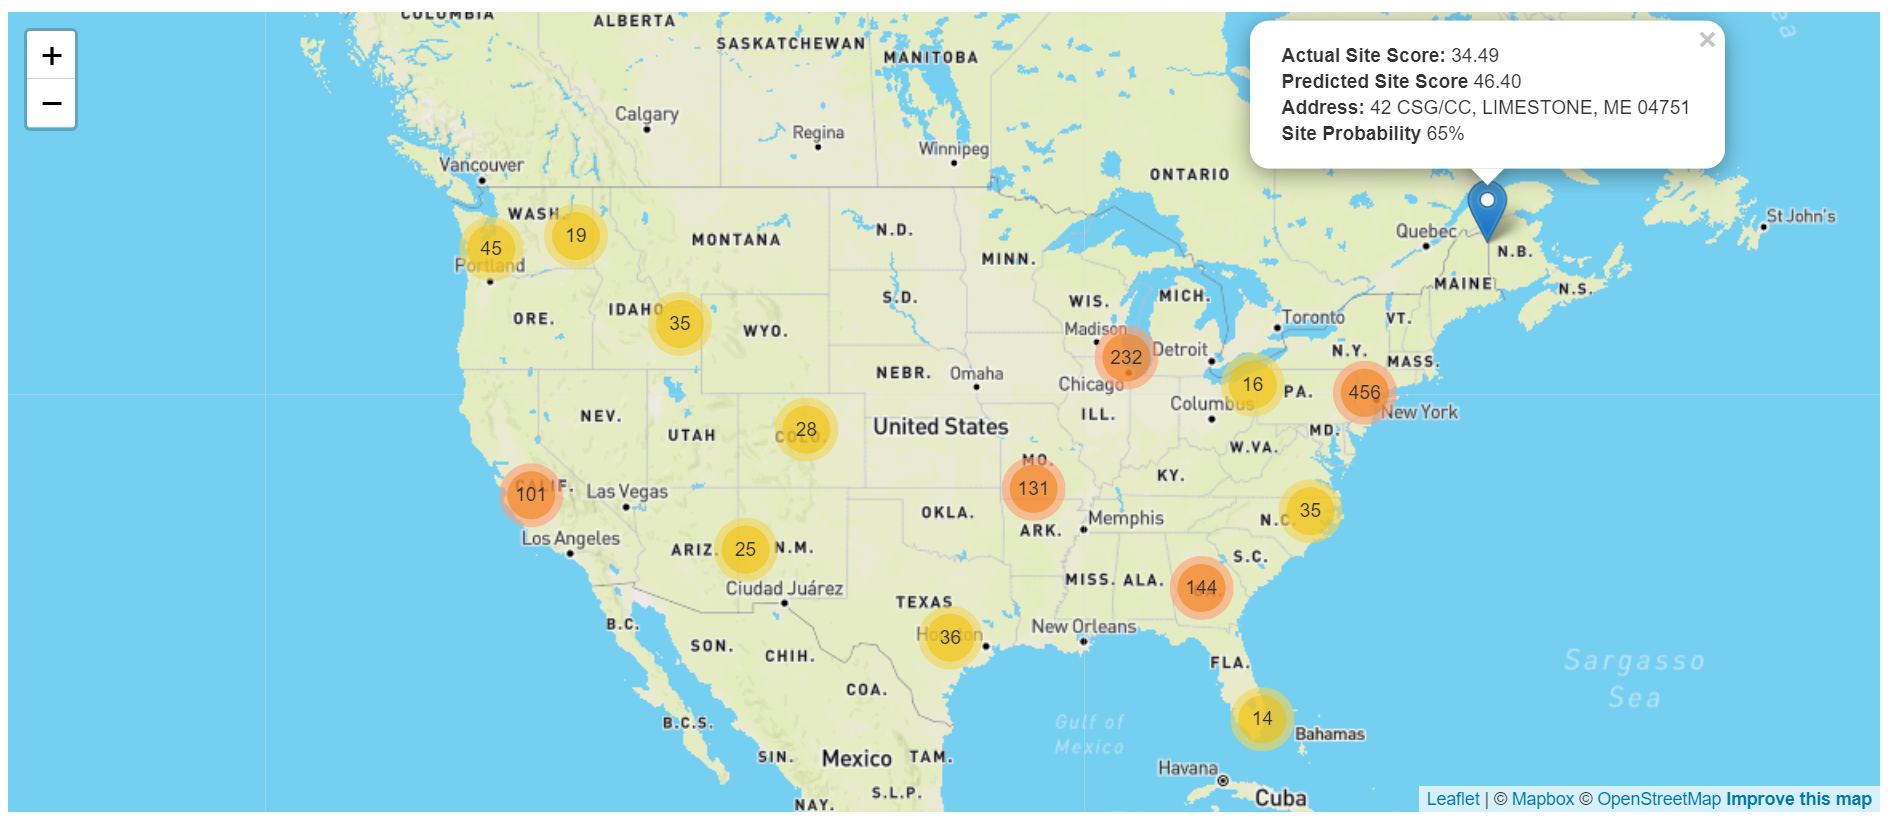 COLUMBIA
ALBERTA
SASKATCHEWAN
MANITOBA
+
−
×
Actual Site Score: 34.49
Predicted Site Score 46.40
Address: 42 CSG/CC, LIMESTONE, ME 04751
Site Probability 65%
Calgary
Regina
Winnipeg
Vancouver
ONTARIO
WASH.
19
45
Portland
MONTANA
N.D.
MINN.
Quebec
N.B.
St John's
MAINE
N.S.
IDAHO
35
ORE.
WYO.
S.D.
WIS.
MICH.
Madison
232
Detroit
Toronto
VT.
N.Y.
MASS.
NEBR.
Omaha
Chicago
16
PA.
456
New York
Columbus
NEV.
UTAH
28
COLO.
United States
ILL.
MD.
W.VA.
MO.
131
KY.
101
CALIF.
Las Vegas
OKLA.
ARK.
Memphis
N.C.
35
Los Angeles
ARIZ.
25
N.M.
S.C.
MISS.
ALA.
144
GA.
Ciudad Juárez
TEXAS
Houston
36
New Orleans
B.C.
SON.
CHIH.
COA.
FLA.
Sargasso
Sea
B.C.S.
14
Bahamas
Gulf of
Mexico
SIN.
Mexico
TAM.
Havana
Cuba
NAY.
S.L.P.
Leaflet | © Mapbox © OpenStreetMap Improve this map